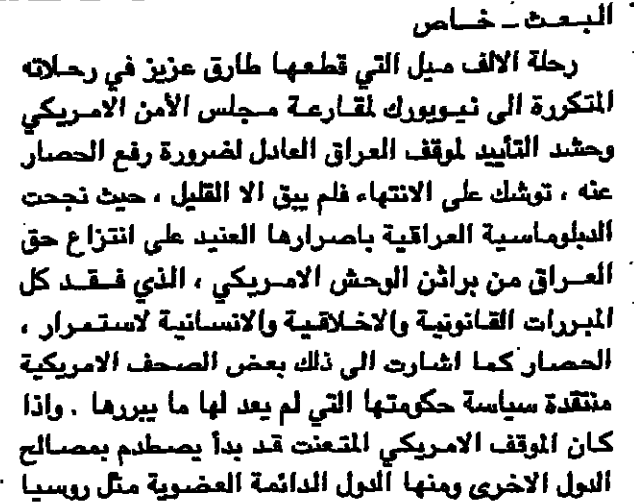 البعث - خاص
رحلة الالف ميل التي قطعها طارق عزيز في رحلاته
المتكررة الى نيويورك لمقارعة مجلس الأمن الامريكي
وحشد التأييد لموقف العراق العادل لضرورة رفع الحصار
عنه ، توشك على الانتهاء فلم يبق الا القليل ، حيث نجحت
الدبلوماسية العراقية باصرارها العنيد على انتزاع حق
العراق من براثن الوحش الامريكي ، الذي فقد كل
المبررات القانونية والاخلاقية والانسانية لاستمرار ،
الحصار كما اشارت الى ذلك بعض الصحف الامريكية
منتقدة سياسة حكومتها التي لم يعد لها ما يبررها . واذا
كان الموقف الامريكي المتعنت قد بدأ يصطدم بمصالح
الدول الاخرى ومنها الدول الدائمة العضوية مثل روسيا